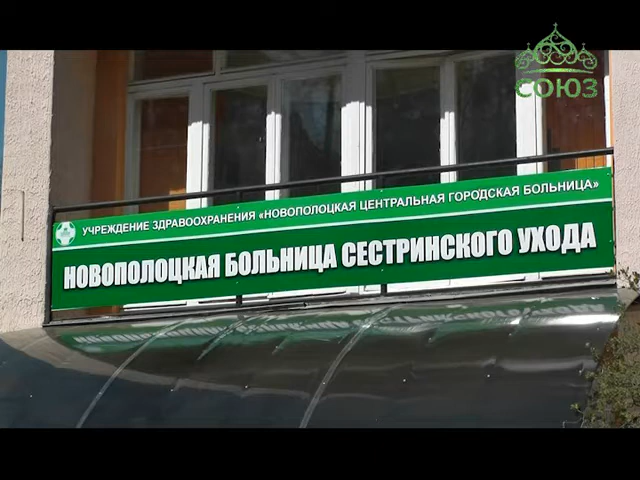 СОЮЗ
УЧРЕЖДЕНИЕ ЗДРАВООХРАНЕНИЯ «НОВОПОЛОЦКАЯ ЦЕНТРАЛЬНАЯ ГОРОДСКАЯ БОЛЬНИЦА»
НОВОПОЛОЦКАЯ БОЛЬНИЦА СЕСТРИНСКОГО УХОДА